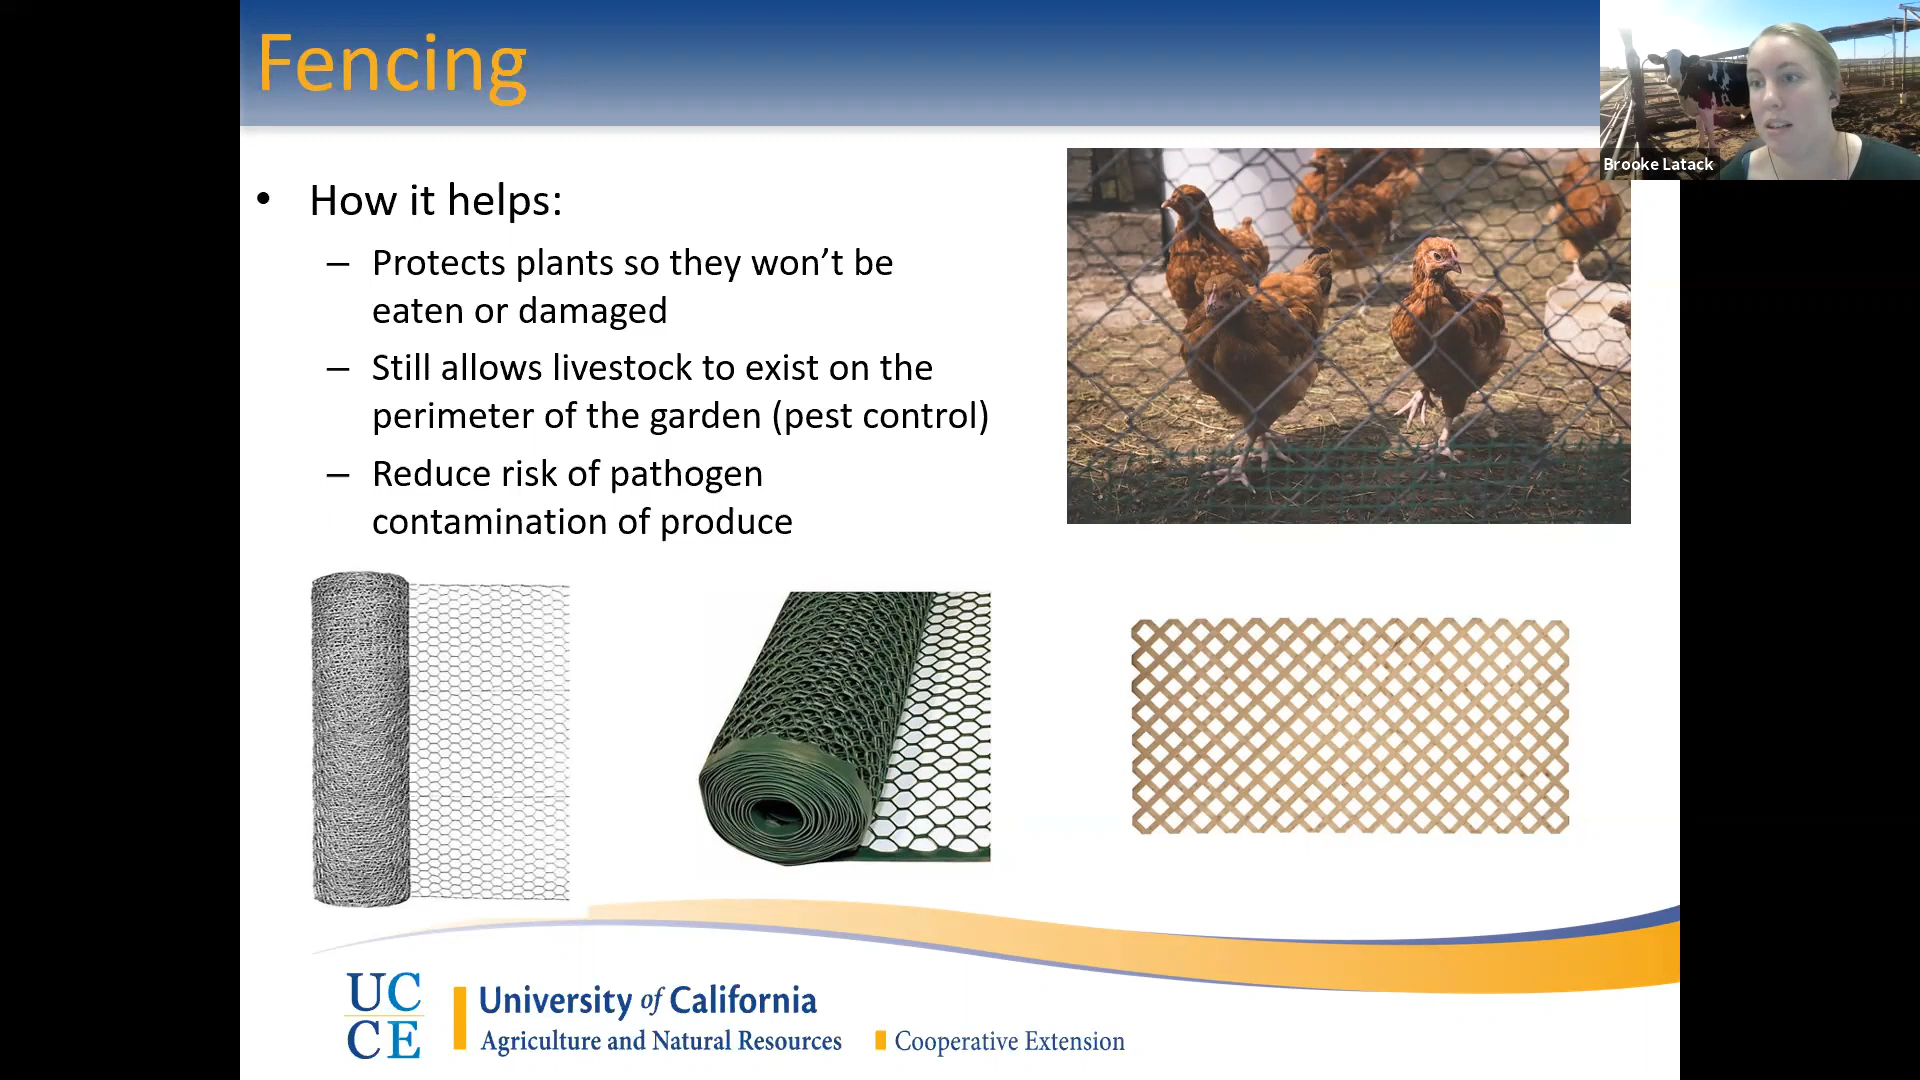 Fencing
Brooke Latack
• How it helps:
– Protects plants so they won’t be
eaten or damaged
– Still allows livestock to exist on the
perimeter of the garden (pest control)
– Reduce risk of pathogen
contamination of produce
UC
CE
University of California
Agriculture and Natural Resources
Cooperative Extension